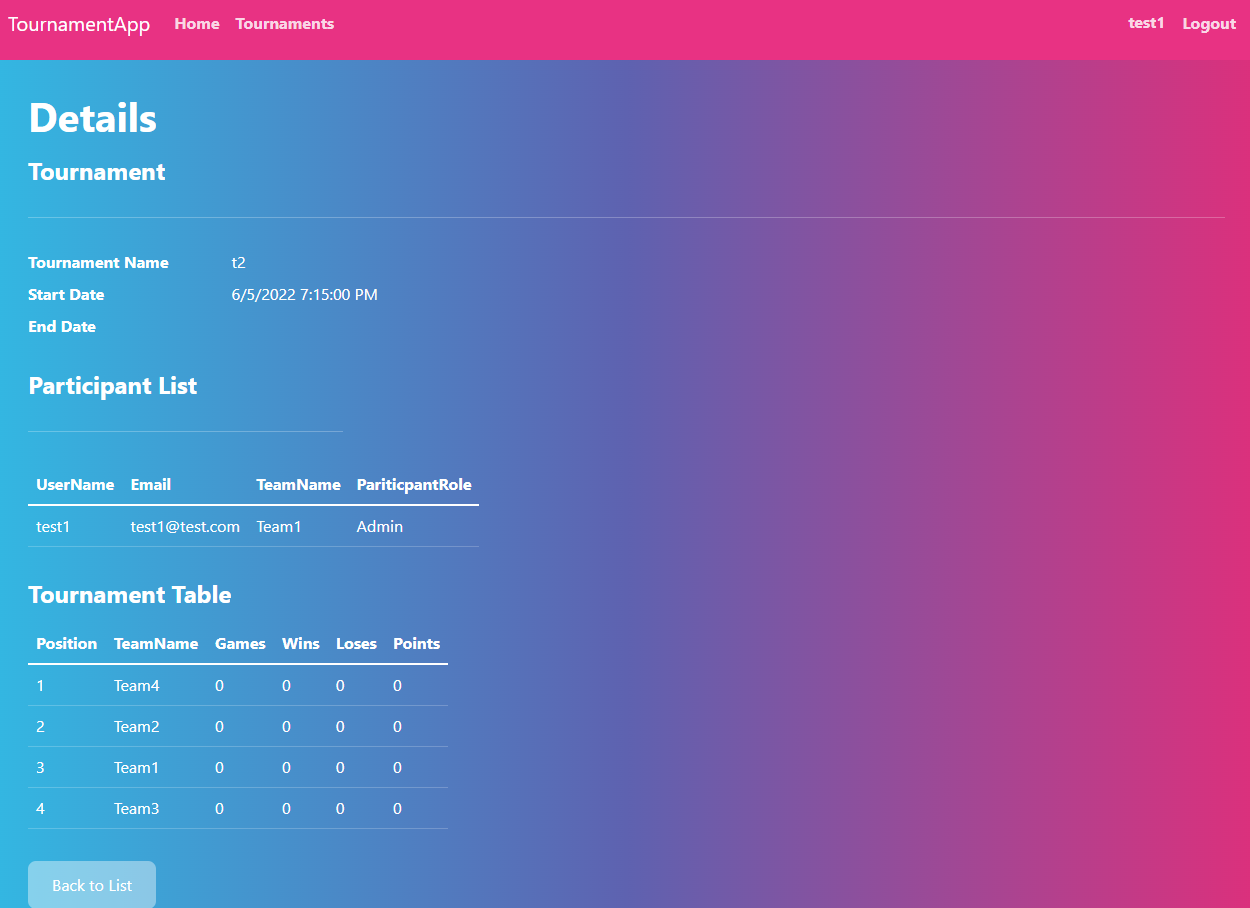 TournamentApp Home Tournaments test1 Logout
Details
Tournament
Tournament Name t2
Start Date 6/5/2022 7:15:00 PM
End Date
Participant List
UserName Email TeamName PariticpantRole
test1 test1@test.com Team1 Admin
Tournament Table
Position TeamName Games Wins Loses Points
1 Team4 0 0 0 0
2 Team2 0 0 0 0
3 Team1 0 0 0 0
4 Team3 0 0 0 0
Back to List